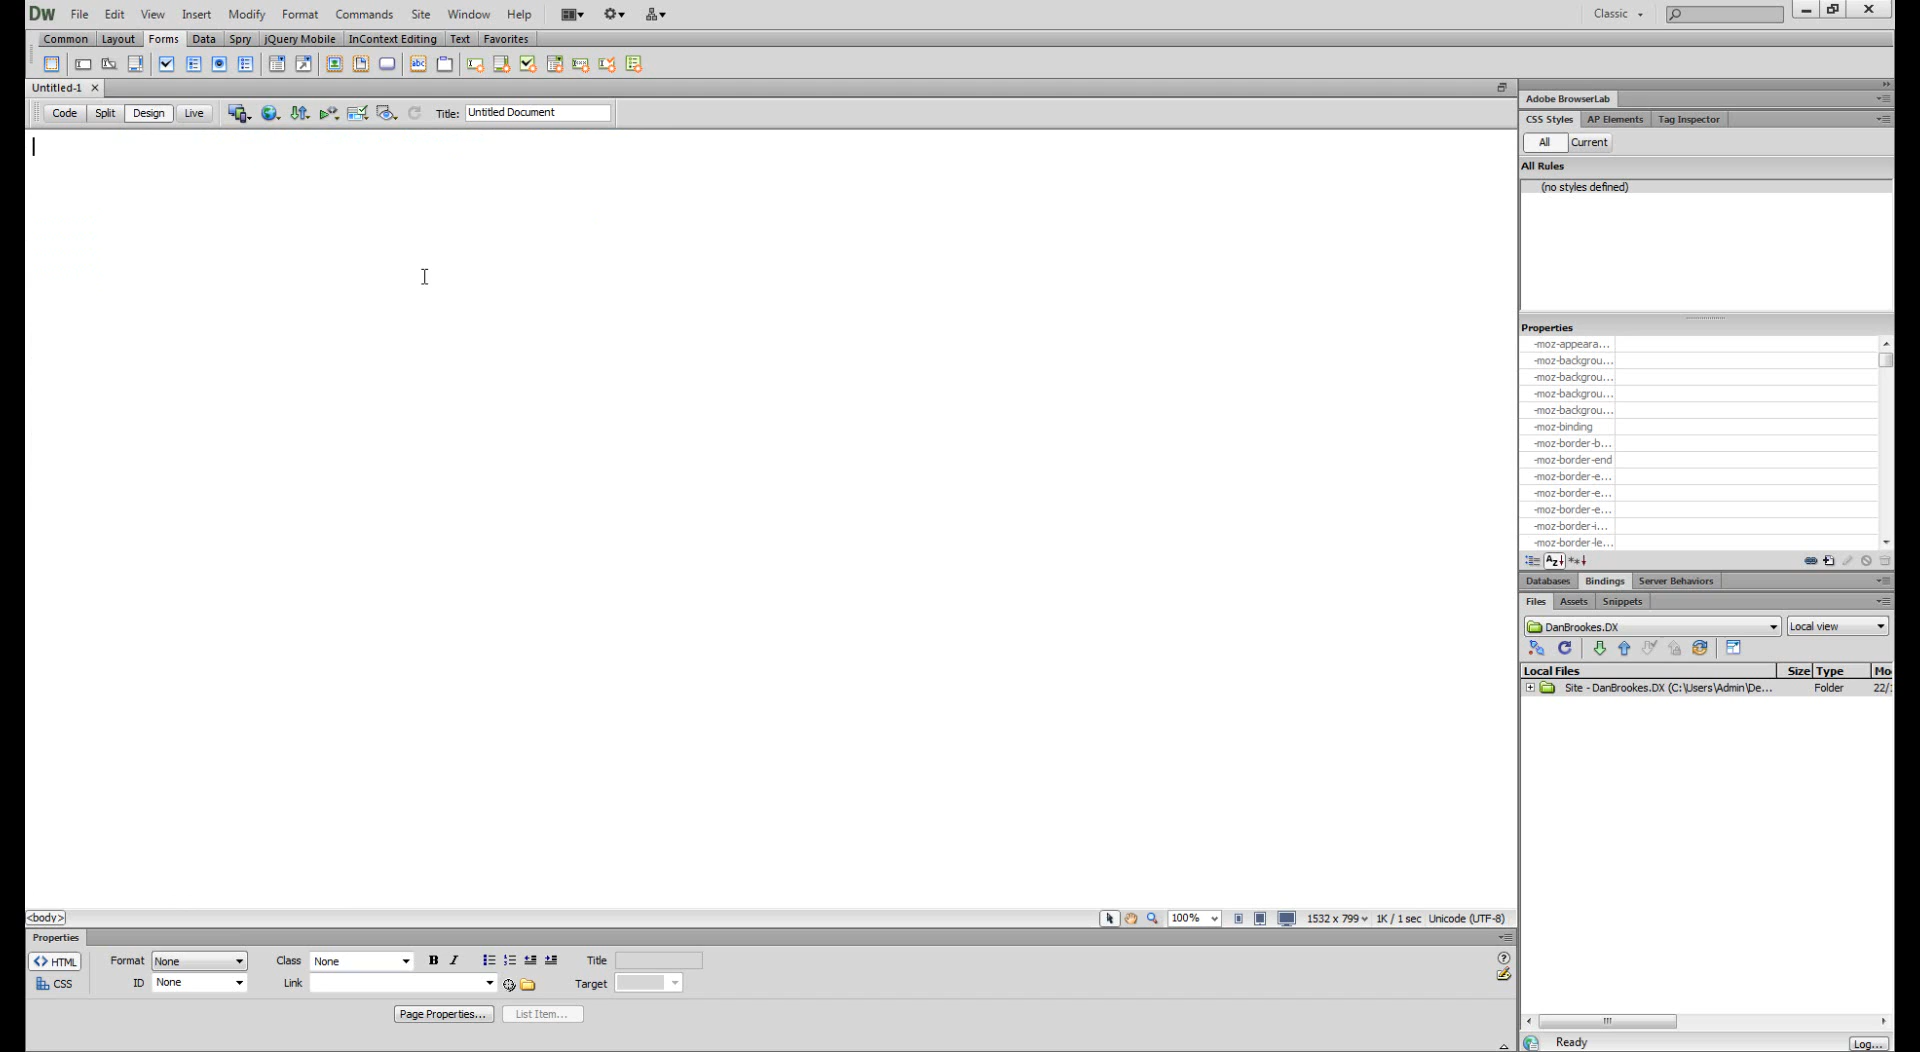 DW File Edit View Insert Modify Format Commands Site Window Help Classic
Common Layout Forms Data Spry jQuery Mobile InContext Editing Text Favorites
abc
Untitled-1
Code Split Design Live Title: Untitled Document
Adobe BrowserLab
CSS Styles AP Elements Tag Inspector
All Current
All Rules
(no styles defined)
Properties
-moz-appeara...
-moz-backgrou...
-moz-backgrou...
-moz-backgrou...
-moz-backgrou...
-moz-binding
-moz-border-b...
-moz-border-end
-moz-border-e...
-moz-border-e...
-moz-border-e...
-moz-border-i...
-moz-border-le...
Databases Bindings Server Behaviors
Files Assets Snippets
DanBrookes.DX Local view
Local Files Size Type Mo
Site - DanBrookes.DX (C:\Users\Admin\De... Folder 22/
<body> 100% 1532 x 799 1K / 1 sec Unicode (UTF-8)
Properties
HTML Format None Class None B I Title
CSS ID None Link Target
Page Properties... List Item...
Ready Log...